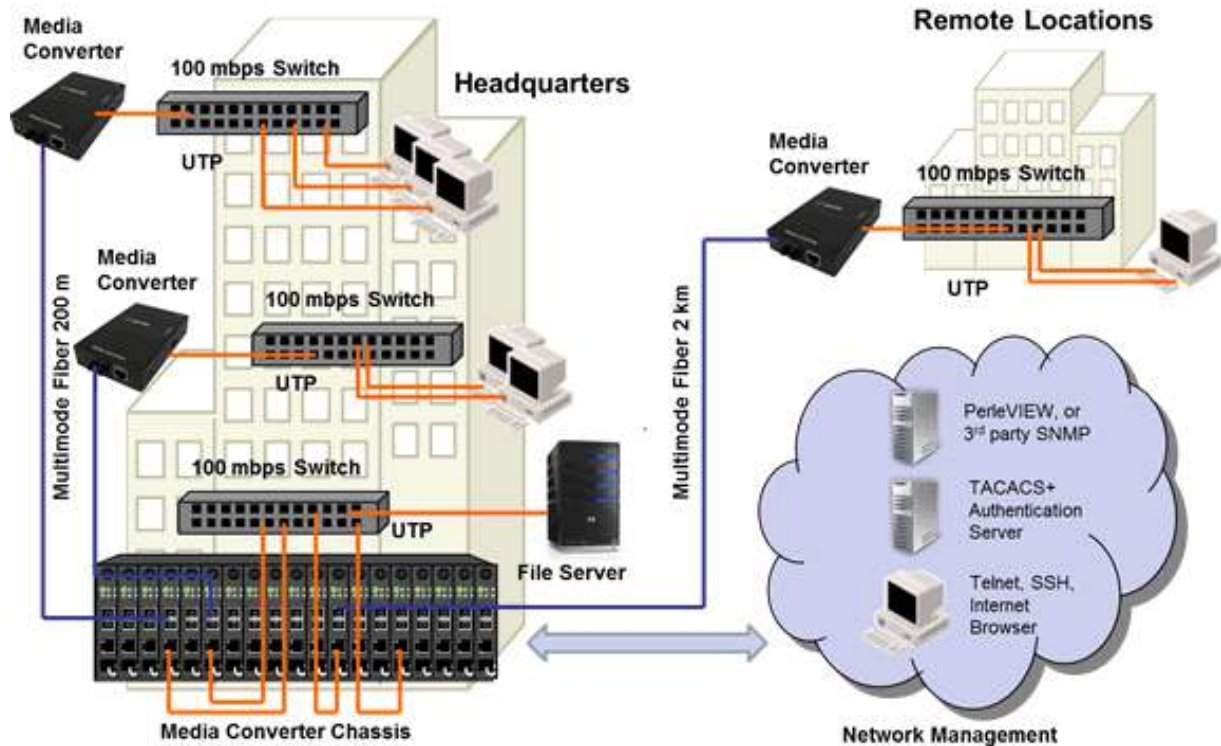 Media
Converter
100 mbps Switch
Headquarters
UTP
Media
Converter
100 mbps Switch
UTP
Multimode Fiber 200 m
100 mbps Switch
UTP
File Server
Media Converter Chassis
Remote Locations
Media
Converter
100 mbps Switch
UTP
Multimode Fiber 2 km
PerleVIEW, or
3rd party SNMP
TACACS+
Authentication
Server
Telnet, SSH,
Internet
Browser
Network Management